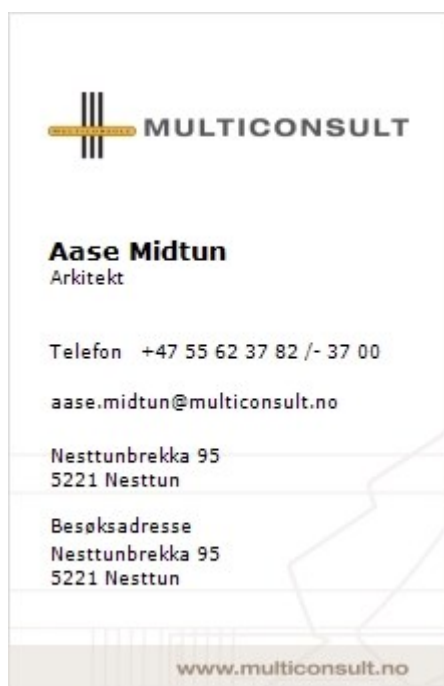 MULTICONSULT
MULTICONSULT
Aase Midtun
Arkitekt
Telefon +47 55 62 37 82 /- 37 00
aase.midtun@multiconsult.no
Nesttunbrekka 95
5221 Nesttun
Besøksadresse
Nesttunbrekka 95
5221 Nesttun
www.multiconsult.no